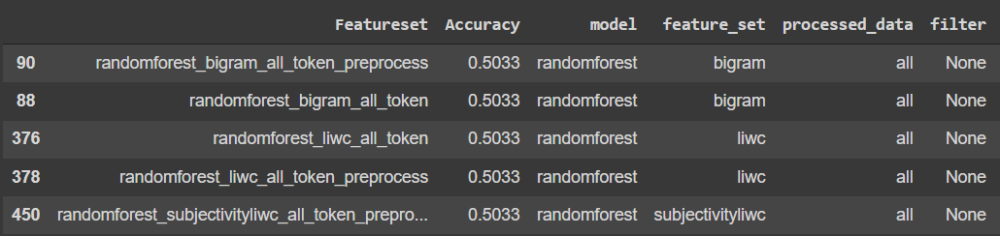 Featureset Accuracy model feature_set processed_data filter
90 randomforest_bigram_all_token_preprocess 0.5033 randomforest bigram all None
88 randomforest_bigram_all_token 0.5033 randomforest bigram all None
376 randomforest_liwc_all_token 0.5033 randomforest liwc all None
378 randomforest_liwc_all_token_preprocess 0.5033 randomforest liwc all None
450 randomforest_subjectivityliwc_all_token_prepro... 0.5033 randomforest subjectivityliwc all None